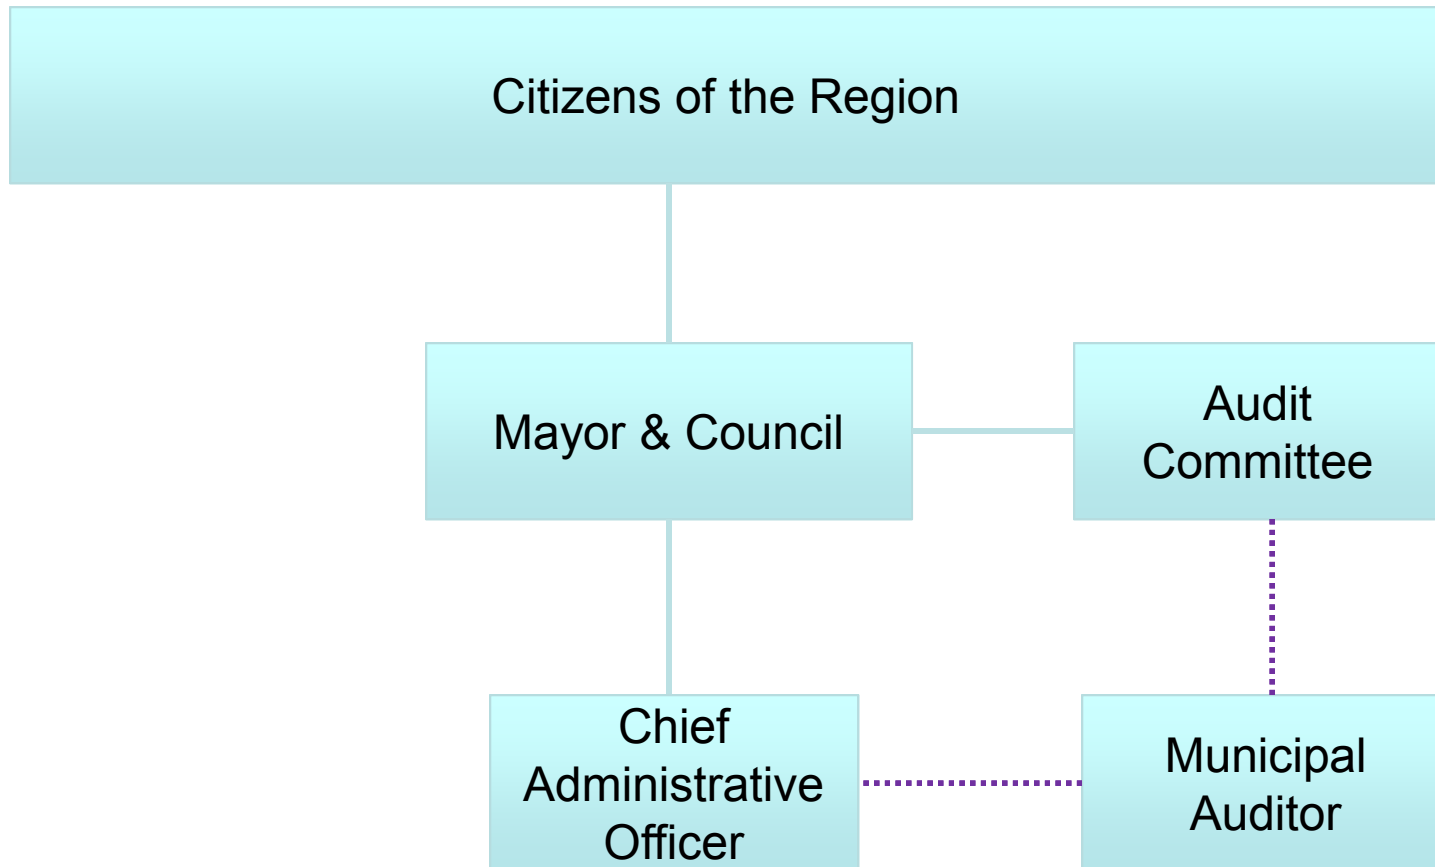 Citizens of the Region
Mayor & Council
Audit
Committee
Chief
Administrative
Officer
Municipal
Auditor